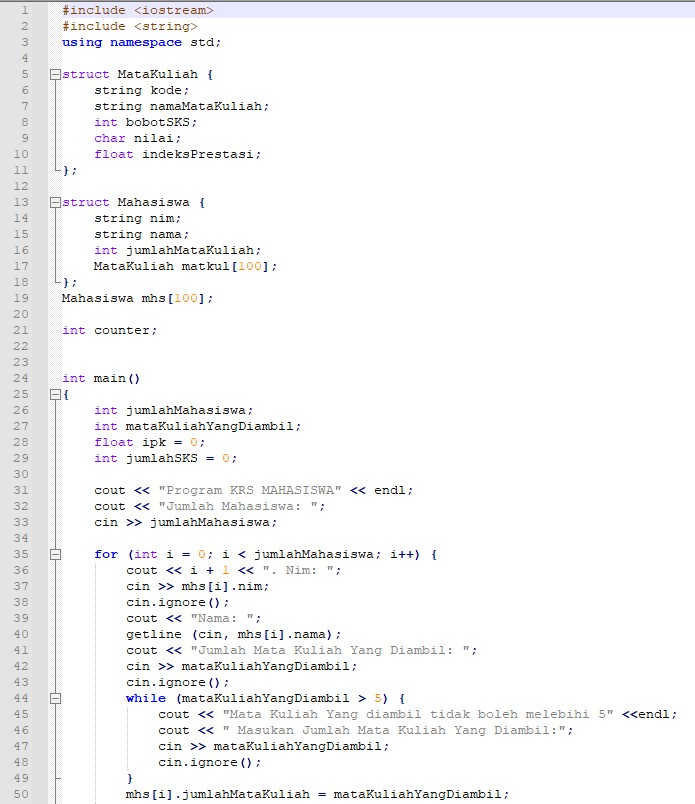 1 #include <iostream>
2 #include <string>
3 using namespace std;
4
5 struct MataKuliah {
6 string kode;
7 string namaMataKuliah;
8 int bobotSKS;
9 char nilai;
10 float indeksPrestasi;
11 };
12
13 struct Mahasiswa {
14 string nim;
15 string nama;
16 int jumlahMataKuliah;
17 MataKuliah matkul[100];
18 };
19 Mahasiswa mhs[100];
20
21 int counter;
22
23
24 int main()
25 {
26 int jumlahMahasiswa;
27 int mataKuliahYangDiambil;
28 float ipk = 0;
29 int jumlahSKS = 0;
30
31 cout << "Program KRS MAHASISWA" << endl;
32 cout << "Jumlah Mahasiswa: ";
33 cin >> jumlahMahasiswa;
34
35 for (int i = 0; i < jumlahMahasiswa; i++) {
36 cout << i + 1 << ". Nim: ";
37 cin >> mhs[i].nim;
38 cin.ignore();
39 cout << "Nama: ";
40 getline (cin, mhs[i].nama);
41 cout << "Jumlah Mata Kuliah Yang Diambil: ";
42 cin >> mataKuliahYangDiambil;
43 cin.ignore();
44 while (mataKuliahYangDiambil > 5) {
45 cout << "Mata Kuliah Yang diambil tidak boleh melebihi 5" <<endl;
46 cout << " Masukan Jumlah Mata Kuliah Yang Diambil:";
47 cin >> mataKuliahYangDiambil;
48 cin.ignore();
49 }
50 mhs[i].jumlahMataKuliah = mataKuliahYangDiambil;